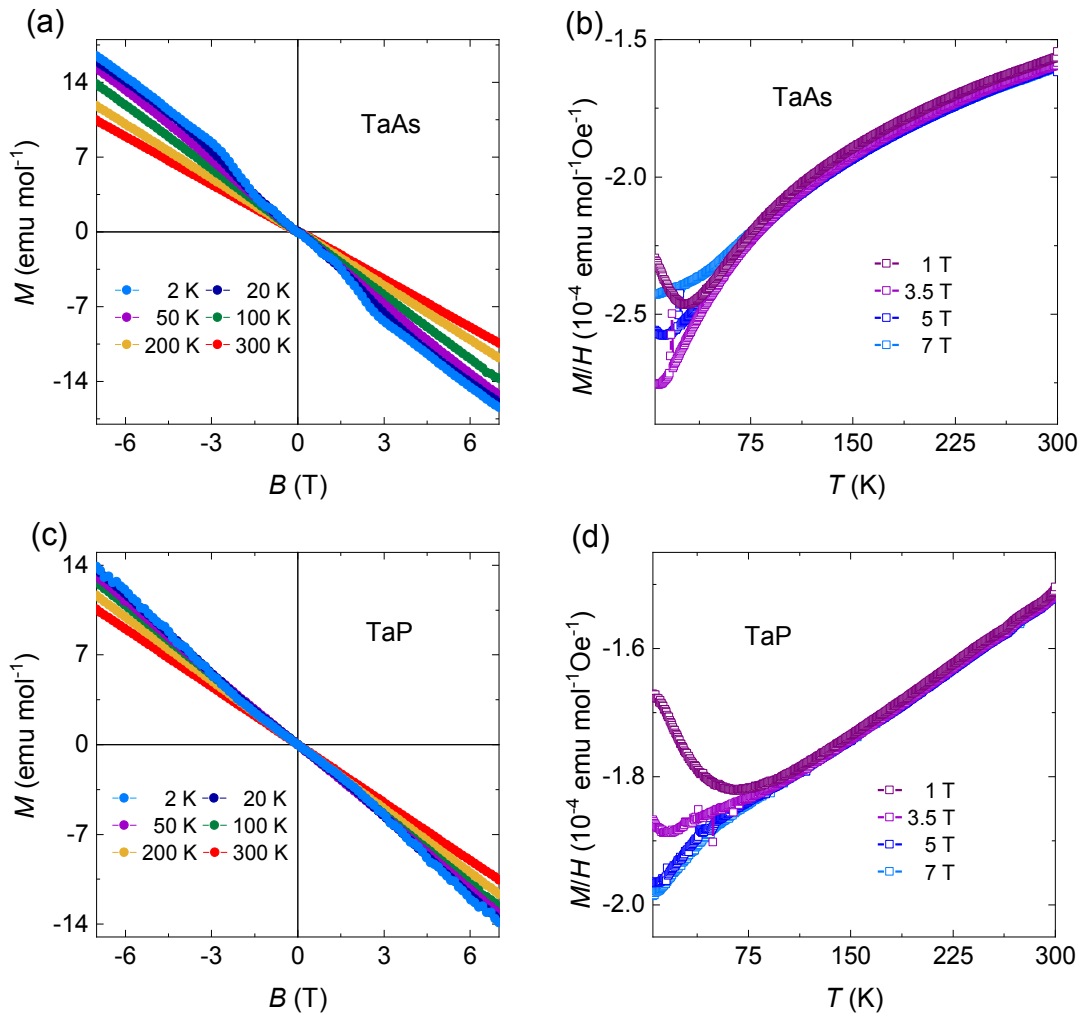 (a)
M (emu mol⁻¹)
14
7
0
-7
-14
TaAs
2 K 20 K
50 K 100 K
200 K 300 K
-6 -3 0 3 6
B (T)
(b)
M/H (10⁻⁴ emu mol⁻¹Oe⁻¹)
-1.5
-2.0
-2.5
TaAs
1 T
3.5 T
5 T
7 T
75 150 225 300
T (K)
(c)
M (emu mol⁻¹)
14
7
0
-7
-14
TaP
2 K 20 K
50 K 100 K
200 K 300 K
-6 -3 0 3 6
B (T)
(d)
M/H (10⁻⁴ emu mol⁻¹Oe⁻¹)
-1.6
-1.8
-2.0
TaP
1 T
3.5 T
5 T
7 T
75 150 225 300
T (K)